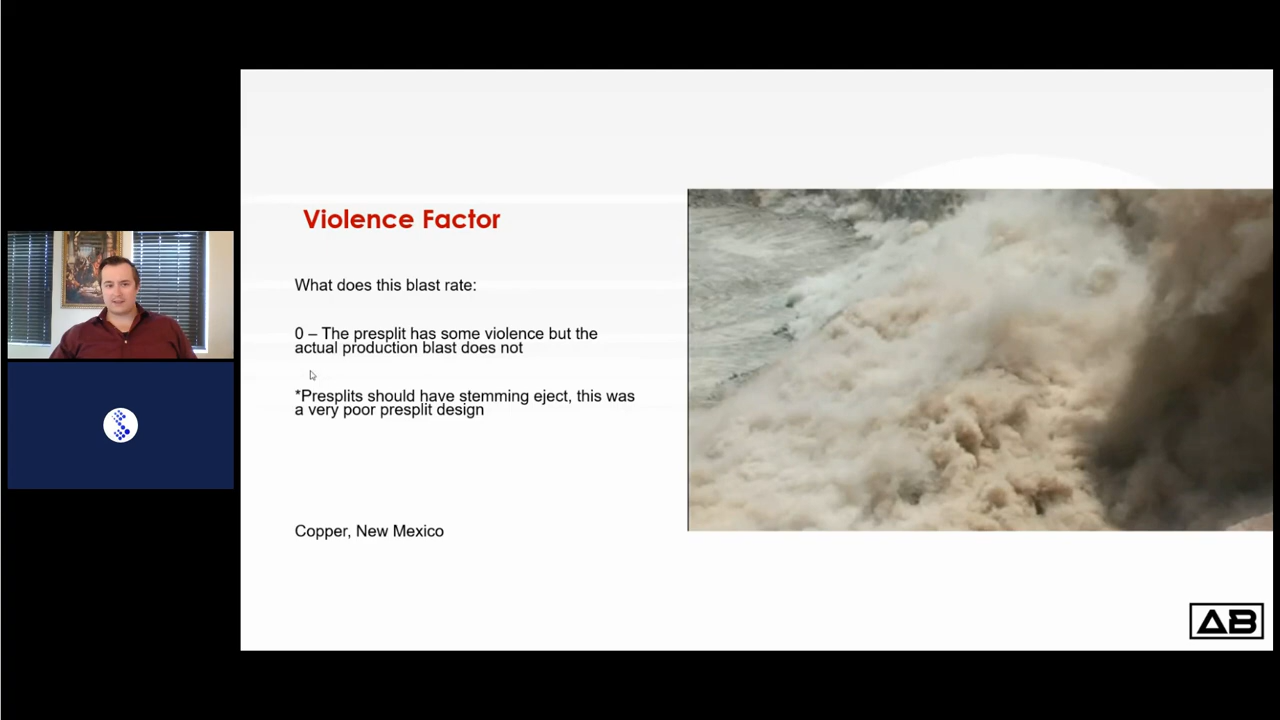 Violence Factor
What does this blast rate:
0 – The presplit has some violence but the
actual production blast does not
*Presplits should have stemming eject, this was
a very poor presplit design
Copper, New Mexico
AB